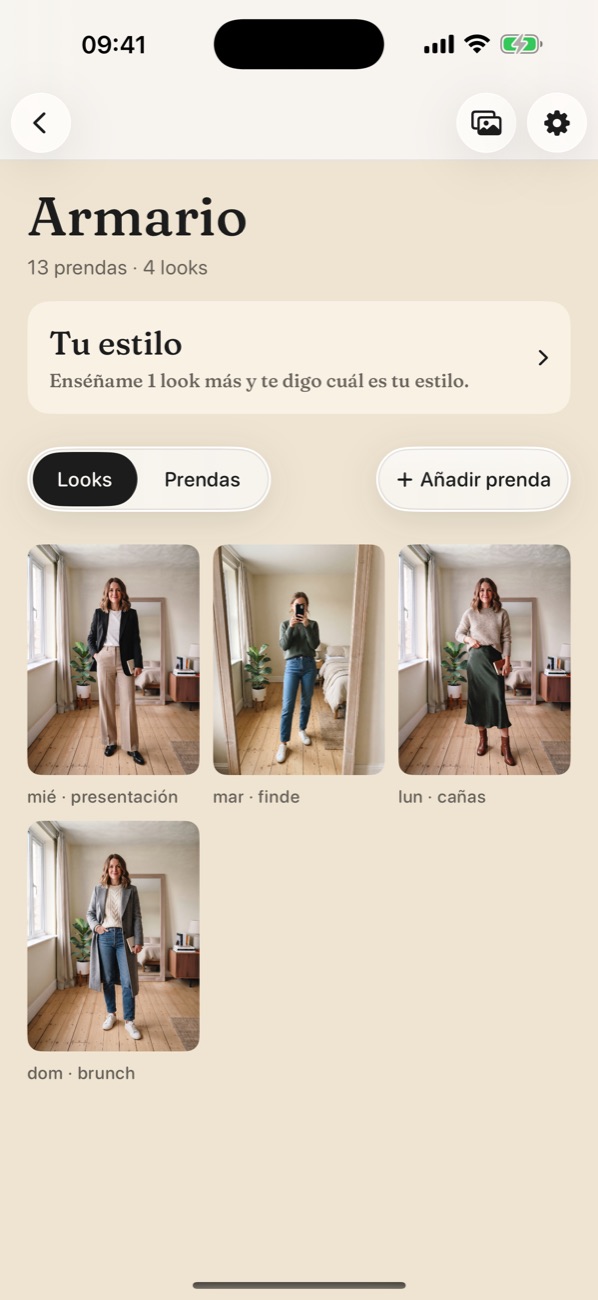 09:41
Armario
13 prendas · 4 looks
Tu estilo
Enséñame 1 look más y te digo cuál es tu estilo.
Looks
Prendas
+ Añadir prenda
mié · presentación
mar · finde
lun · cañas
dom · brunch